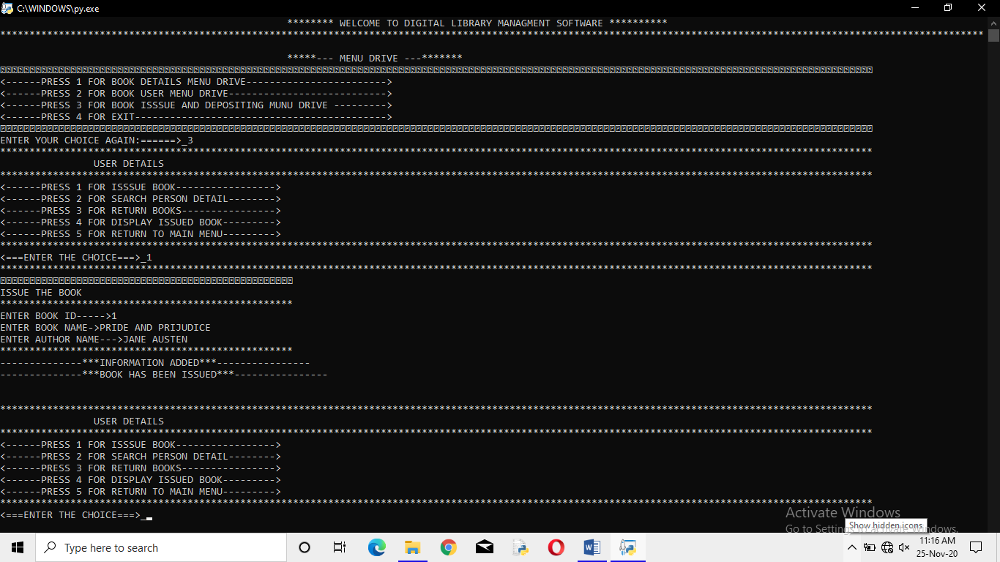 C:\WINDOWS\py.exe
******** WELCOME TO DIGITAL LIBRARY MANAGMENT SOFTWARE **********
************************************************************************************************************************************************************************
*****--- MENU DRIVE ---*******
<------PRESS 1 FOR BOOK DETAILS MENU DRIVE------------------------>
<------PRESS 2 FOR BOOK USER MENU DRIVE--------------------------->
<------PRESS 3 FOR BOOK ISSSUE AND DEPOSITING MUNU DRIVE --------->
<------PRESS 4 FOR EXIT------------------------------------------->
ENTER YOUR CHOICE AGAIN:======>_3
*****************************************************************************************************************************************************
USER DETAILS
*****************************************************************************************************************************************************
<------PRESS 1 FOR ISSSUE BOOK----------------->
<------PRESS 2 FOR SEARCH PERSON DETAIL-------->
<------PRESS 3 FOR RETURN BOOKS---------------->
<------PRESS 4 FOR DISPLAY ISSUED BOOK--------->
<------PRESS 5 FOR RETURN TO MAIN MENU--------->
*****************************************************************************************************************************************************
<===ENTER THE CHOICE===>_1
*****************************************************************************************************************************************************
ISSUE THE BOOK
**************************************************
ENTER BOOK ID----->1
ENTER BOOK NAME->PRIDE AND PRIJUDICE
ENTER AUTHOR NAME--->JANE AUSTEN
**************************************************
--------------***INFORMATION ADDED***----------------
--------------***BOOK HAS BEEN ISSUED***----------------
*****************************************************************************************************************************************************
USER DETAILS
*****************************************************************************************************************************************************
<------PRESS 1 FOR ISSSUE BOOK----------------->
<------PRESS 2 FOR SEARCH PERSON DETAIL-------->
<------PRESS 3 FOR RETURN BOOKS---------------->
<------PRESS 4 FOR DISPLAY ISSUED BOOK--------->
<------PRESS 5 FOR RETURN TO MAIN MENU--------->
*****************************************************************************************************************************************************
<===ENTER THE CHOICE===>_
Activate Windows
Go to Settings to activate Windows.
Show hidden icons
Type here to search
11:16 AM
25-Nov-20